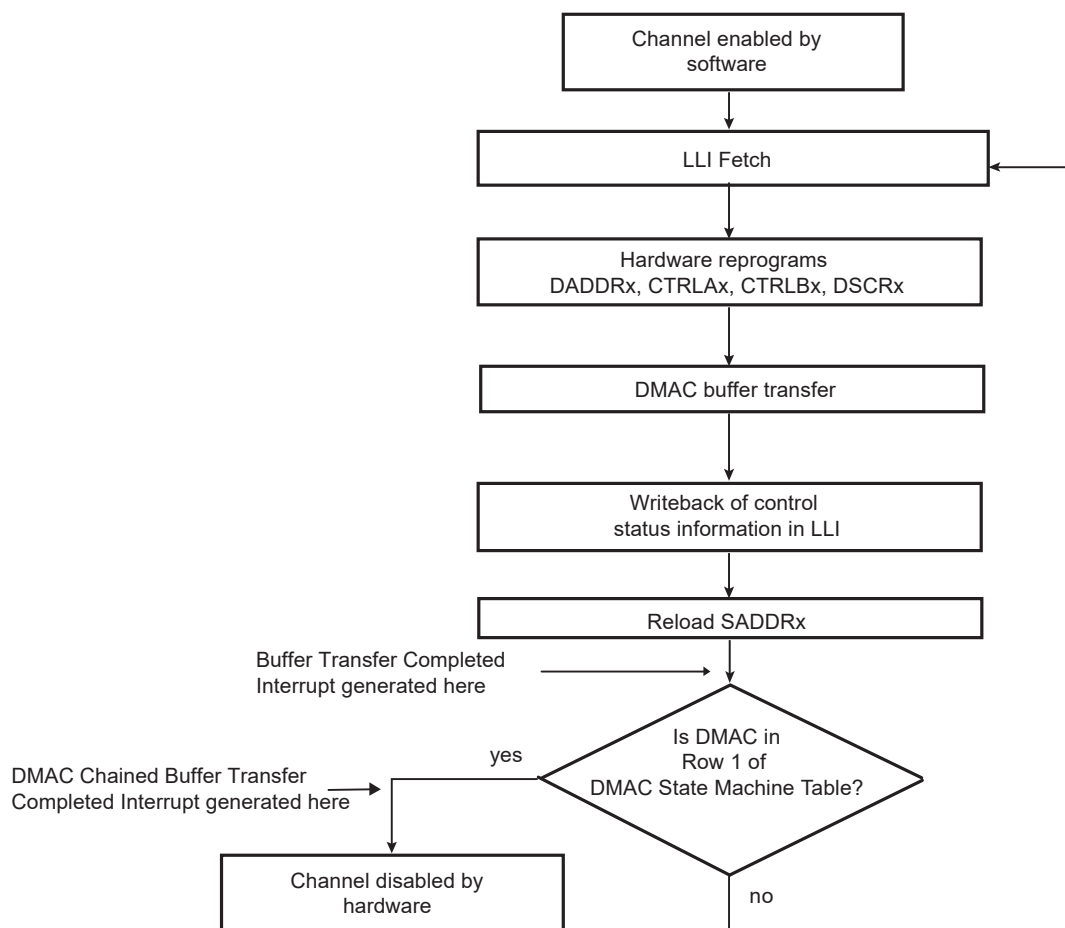 Channel enabled by
software
LLI Fetch
Hardware reprograms
DADDRx, CTRLAx, CTRLBx, DSCRx
DMAC buffer transfer
Writeback of control
status information in LLI
Reload SADDRx
Buffer Transfer Completed
Interrupt generated here
Is DMAC in
Row 1 of
DMAC State Machine Table?
yes
DMAC Chained Buffer Transfer
Completed Interrupt generated here
Channel disabled by
hardware
no